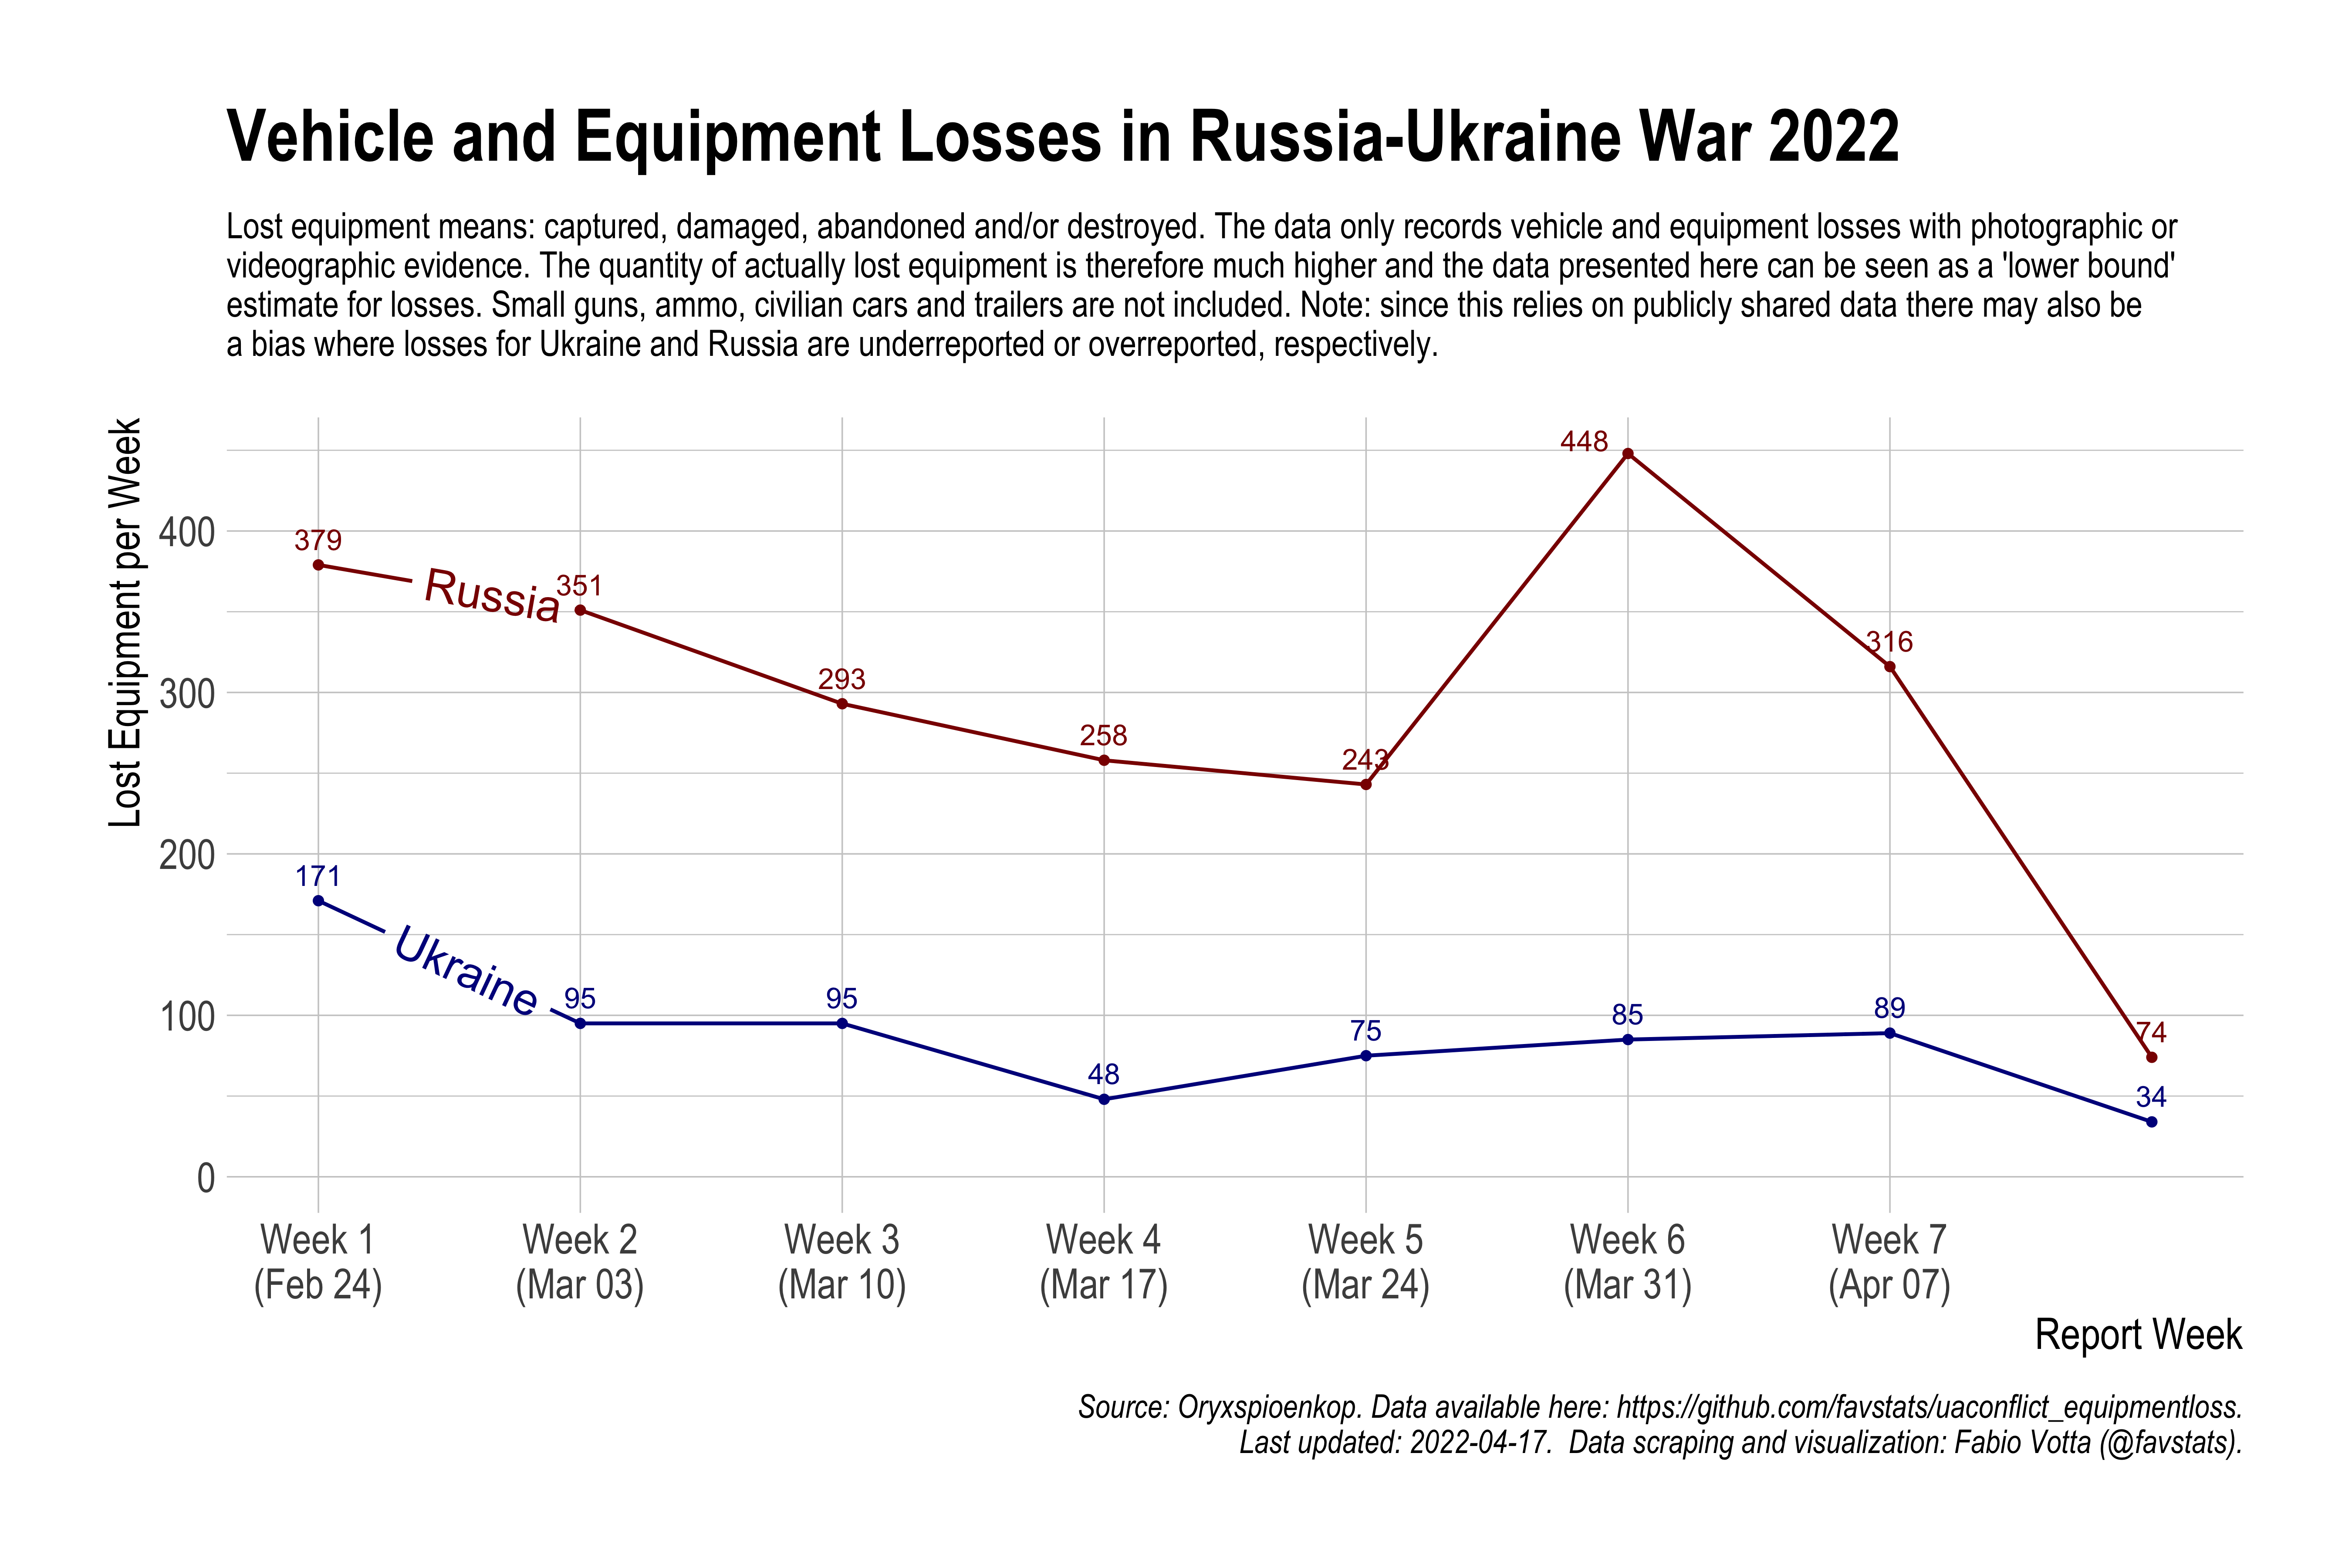 Vehicle and Equipment Losses in Russia-Ukraine War 2022
Lost equipment means: captured, damaged, abandoned and/or destroyed. The data only records vehicle and equipment losses with photographic or
videographic evidence. The quantity of actually lost equipment is therefore much higher and the data presented here can be seen as a 'lower bound'
estimate for losses. Small guns, ammo, civilian cars and trailers are not included. Note: since this relies on publicly shared data there may also be
a bias where losses for Ukraine and Russia are underreported or overreported, respectively.
Lost Equipment per Week
400
300
200
100
0
Russia
379
351
293
258
243
448
316
74
Ukraine
171
95
95
48
75
85
89
34
Week 1
(Feb 24)
Week 2
(Mar 03)
Week 3
(Mar 10)
Week 4
(Mar 17)
Week 5
(Mar 24)
Week 6
(Mar 31)
Week 7
(Apr 07)
Report Week
Source: Oryxspioenkop. Data available here: https://github.com/favstats/uaconflict_equipmentloss.
Last updated: 2022-04-17.  Data scraping and visualization: Fabio Votta (@favstats).